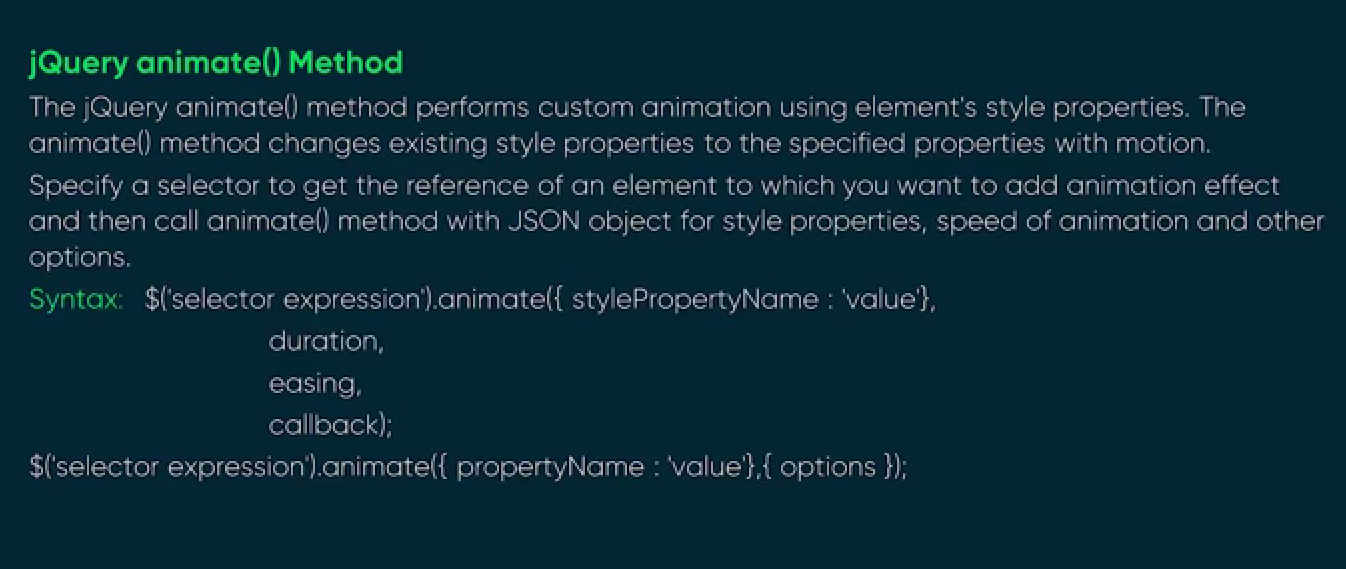 jQuery animate() Method
The jQuery animate() method performs custom animation using element's style properties. The
animate() method changes existing style properties to the specified properties with motion.
Specify a selector to get the reference of an element to which you want to add animation effect
and then call animate() method with JSON object for style properties, speed of animation and other
options.
Syntax: $('selector expression').animate({ stylePropertyName : 'value'},
duration,
easing,
callback);
$('selector expression').animate({ propertyName : 'value'},{ options });